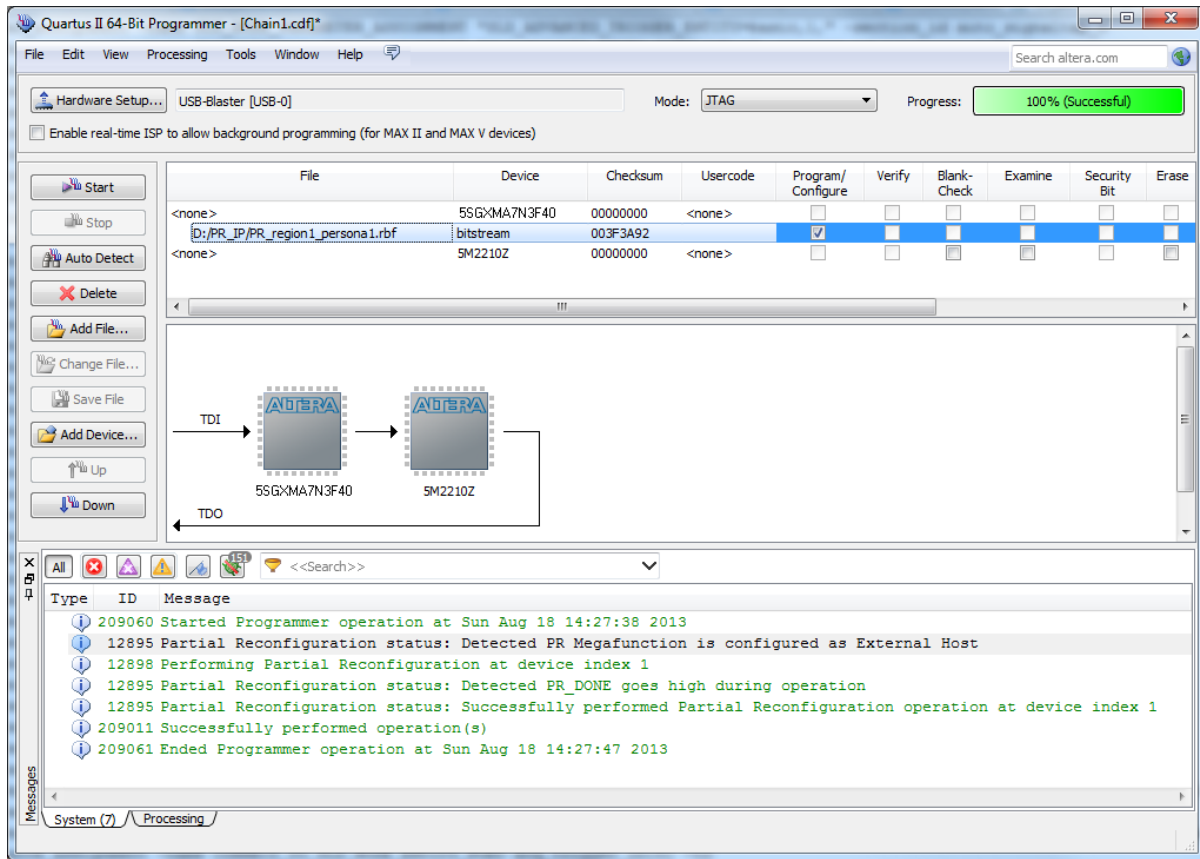 Quartus II 64-Bit Programmer - [Chain1.cdf]*
File Edit View Processing Tools Window Help
Search altera.com
Hardware Setup... USB-Blaster [USB-0] Mode: JTAG Progress: 100% (Successful)
Enable real-time ISP to allow background programming (for MAX II and MAX V devices)
Start
Stop
Auto Detect
Delete
Add File...
Change File...
Save File
Add Device...
Up
Down
File Device Checksum Usercode Program/ Configure Verify Blank- Check Examine Security Bit Erase
<none> 5SGXMA7N3F40 00000000 <none>
D:/PR_IP/PR_region1_persona1.rbf bitstream 003F3A92
<none> 5M2210Z 00000000 <none>
ALTERA ALTERA
TDI
5SGXMA7N3F40 5M2210Z
TDO
All 151 <<Search>>
Type ID Message
209060 Started Programmer operation at Sun Aug 18 14:27:38 2013
12895 Partial Reconfiguration status: Detected PR Megafunction is configured as External Host
12898 Performing Partial Reconfiguration at device index 1
12895 Partial Reconfiguration status: Detected PR_DONE goes high during operation
12895 Partial Reconfiguration status: Successfully performed Partial Reconfiguration operation at device index 1
209011 Successfully performed operation(s)
209061 Ended Programmer operation at Sun Aug 18 14:27:47 2013
Messages
System (7) Processing